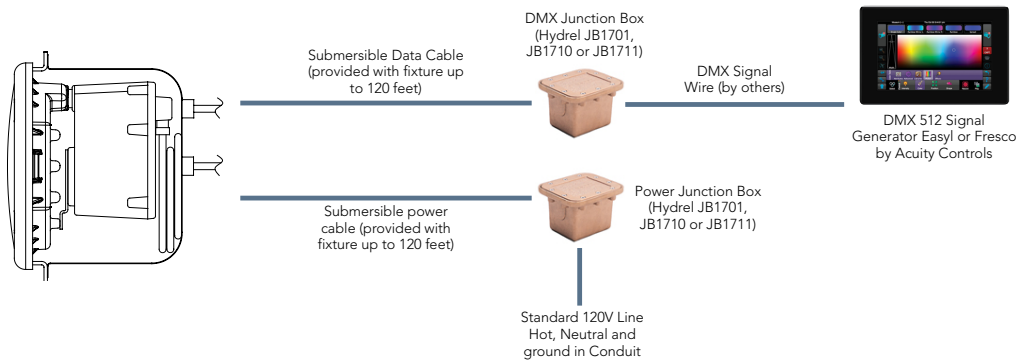 DMX Junction Box
(Hydrel JB1701,
JB1710 or JB1711)
Submersible Data Cable
(provided with fixture up
to 120 feet)
DMX Signal
Wire (by others)
DMX 512 Signal
Generator Easyl or Fresco
by Acuity Controls
Submersible power
cable (provided with
fixture up to 120 feet)
Power Junction Box
(Hydrel JB1701,
JB1710 or JB1711)
Standard 120V Line
Hot, Neutral and
ground in Conduit